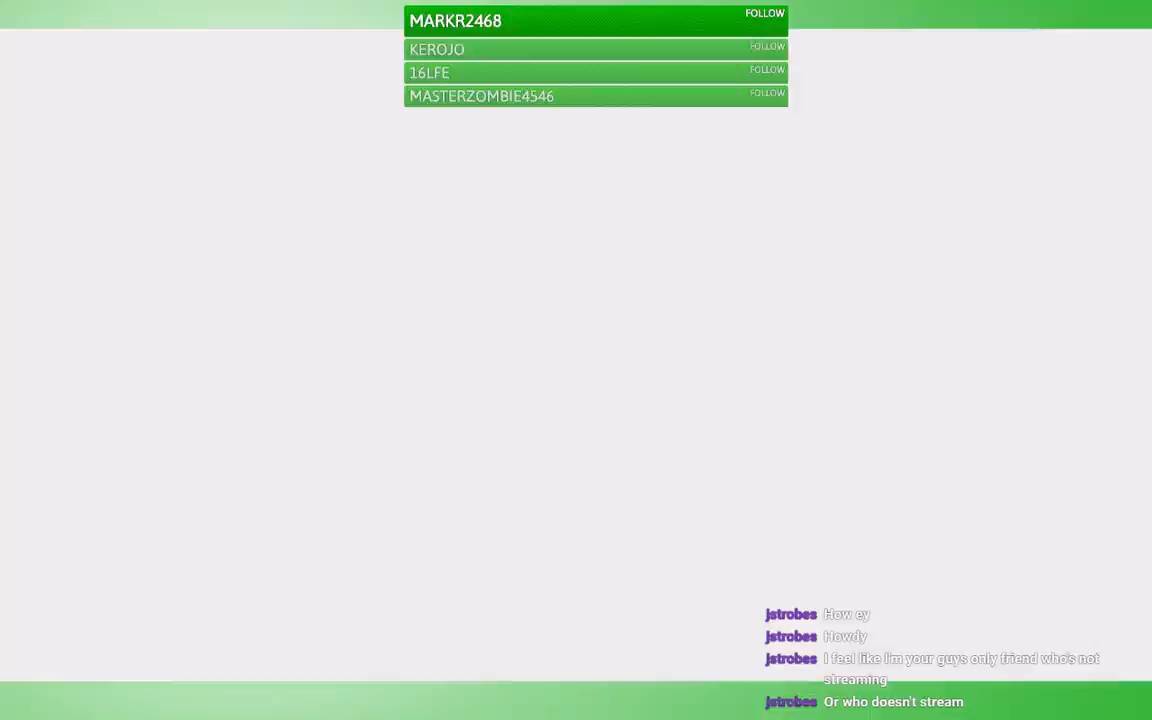 MARKR2468 FOLLOW
KEROJO FOLLOW
16LFE FOLLOW
MASTERZOMBIE4546 FOLLOW
jstrobes How ey
jstrobes Howdy
jstrobes I feel like I'm your guys only friend who's not
streaming
jstrobes Or who doesn't stream